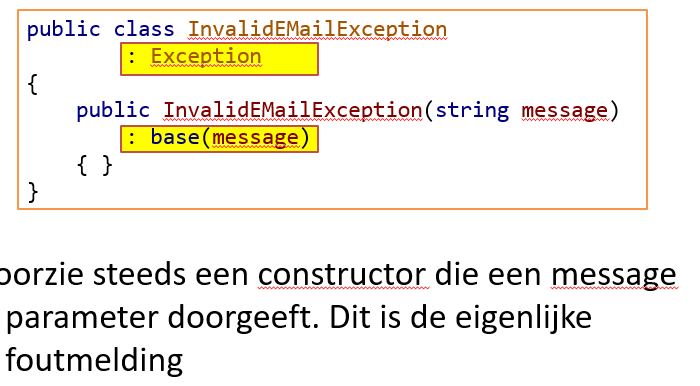 public class InvalidEMailException
: Exception
{
public InvalidEMailException(string message)
: base(message)
{ }
}
oorzie steeds een constructor die een message
parameter doorgeeft. Dit is de eigenlijke
foutmelding